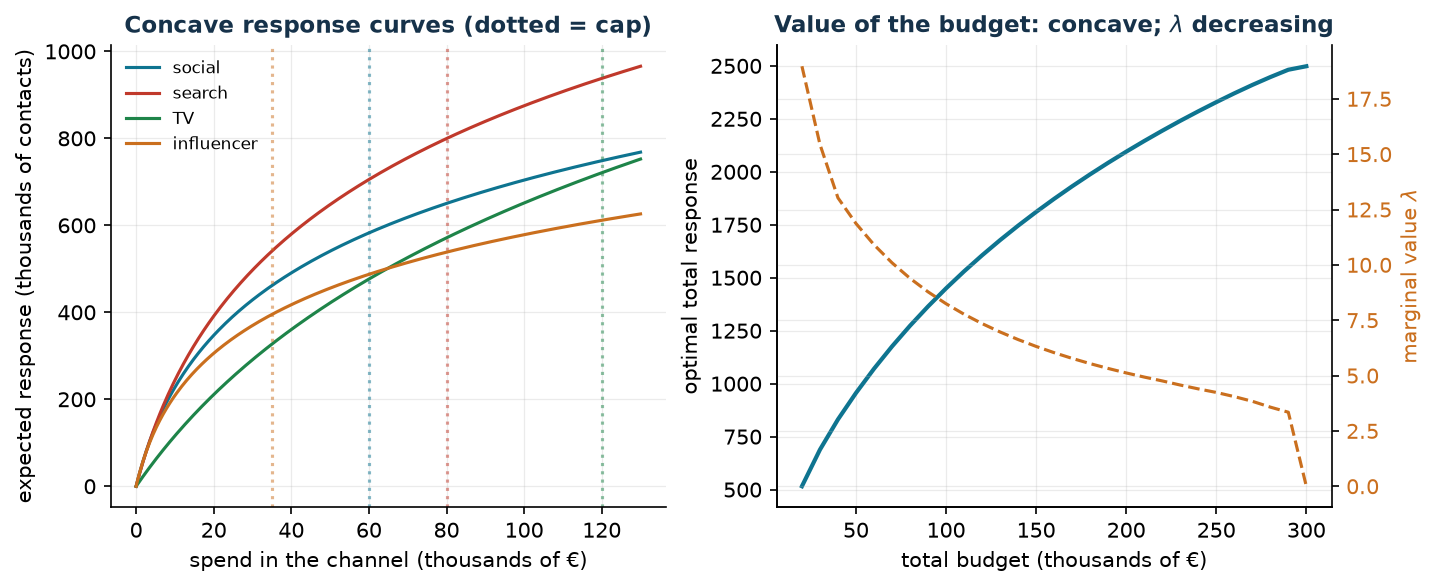 Concave response curves (dotted = cap)
expected response (thousands of contacts)
1000
800
600
400
200
0
social
search
TV
influencer
0 20 40 60 80 100 120
spend in the channel (thousands of €)
Value of the budget: concave; λ decreasing
optimal total response
2500
2250
2000
1750
1500
1250
1000
750
500
17.5
15.0
12.5
10.0
7.5
5.0
2.5
0.0
marginal value λ
50 100 150 200 250 300
total budget (thousands of €)